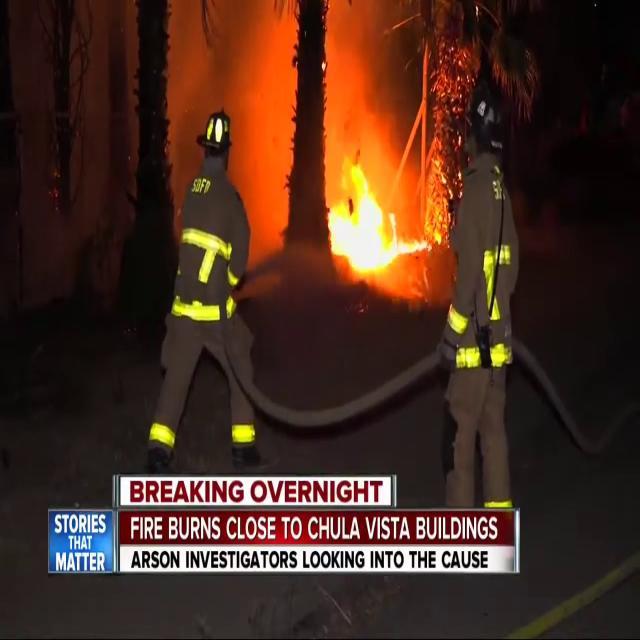 SDFD
BREAKING OVERNIGHT
STORIES THAT MATTER
FIRE BURNS CLOSE TO CHULA VISTA BUILDINGS
ARSON INVESTIGATORS LOOKING INTO THE CAUSE